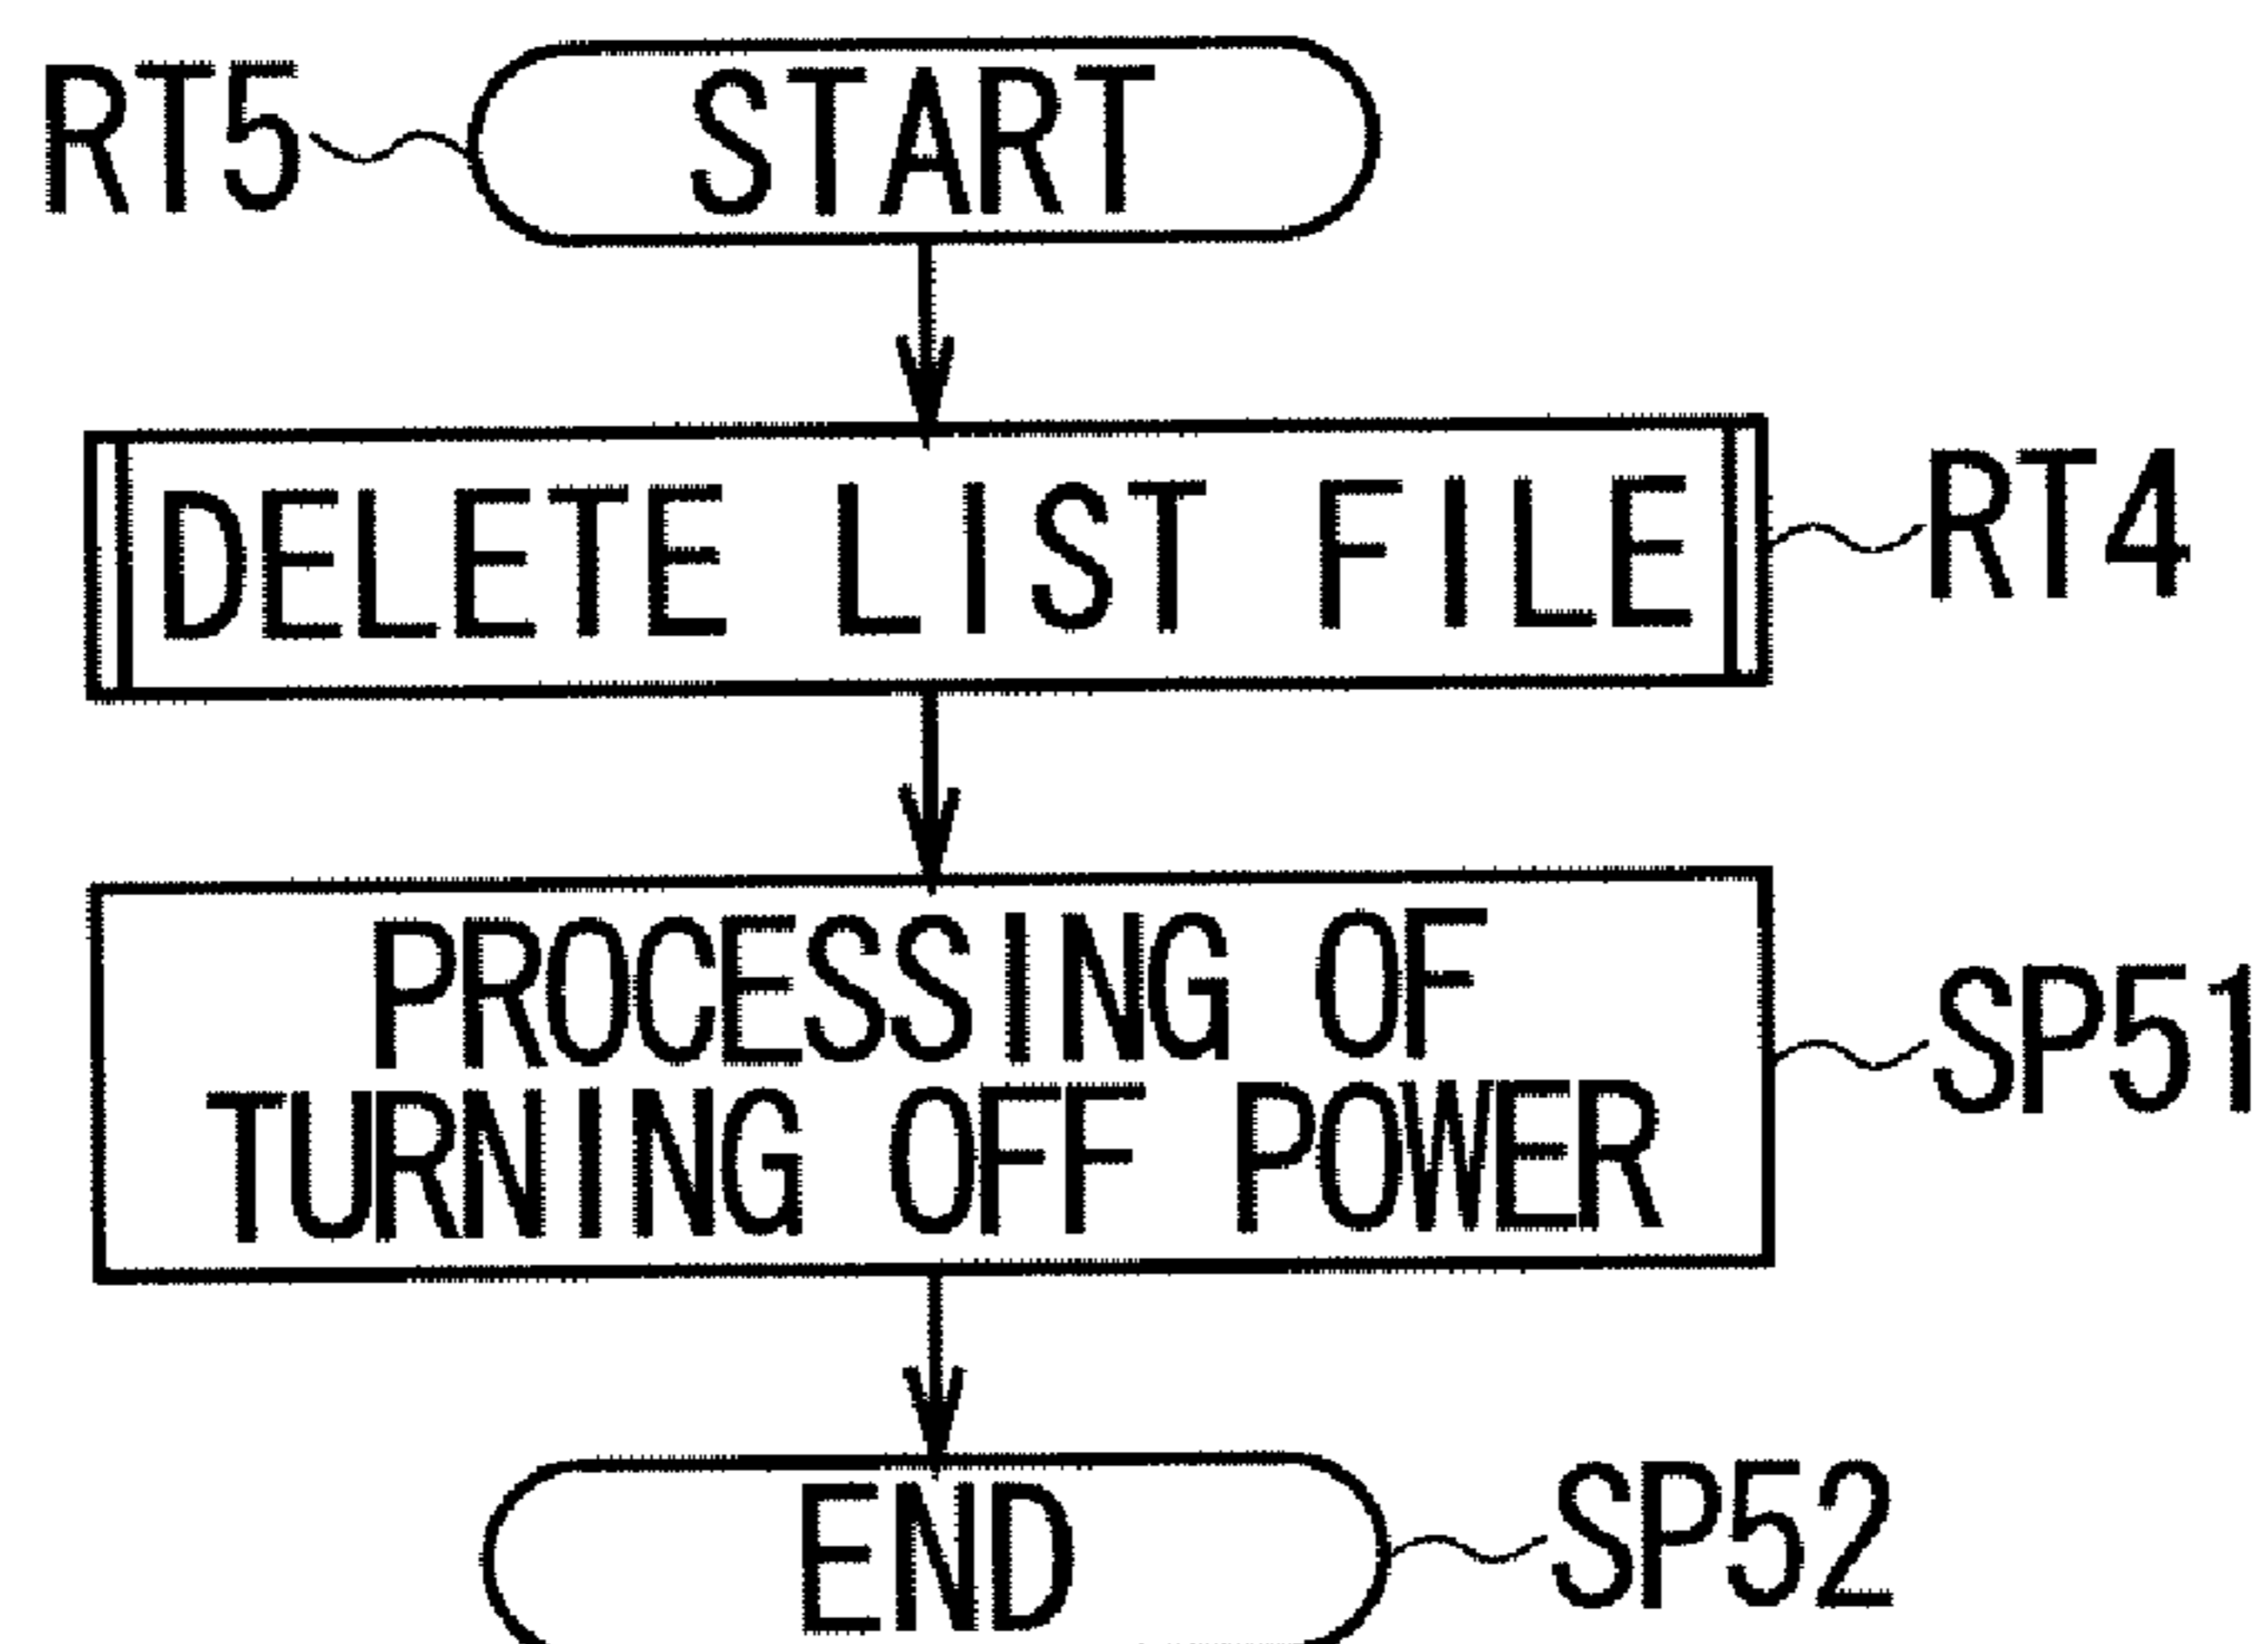 RT5 START
DELETE LIST FILE RT4
PROCESSING OF
TURNING OFF POWER SP51
END SP52